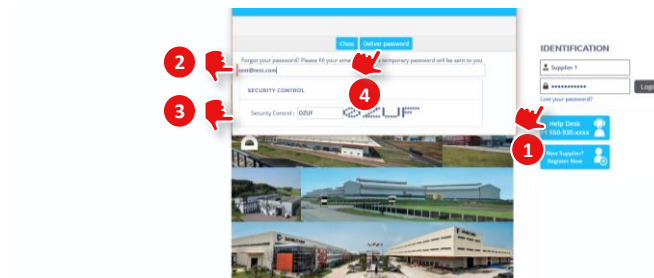 Close
Deliver password
Forgot your password? Please fill your email a temporary password will be sent to you
test@test.com
SECURITY CONTROL
Security Control : OZUF
OZUF
IDENTIFICATION
Supplier 1
•••••••••••
Login
Lost your password?
Help Desk
650-930-xxxx
New Supplier?
Register Now
1
2
3
4